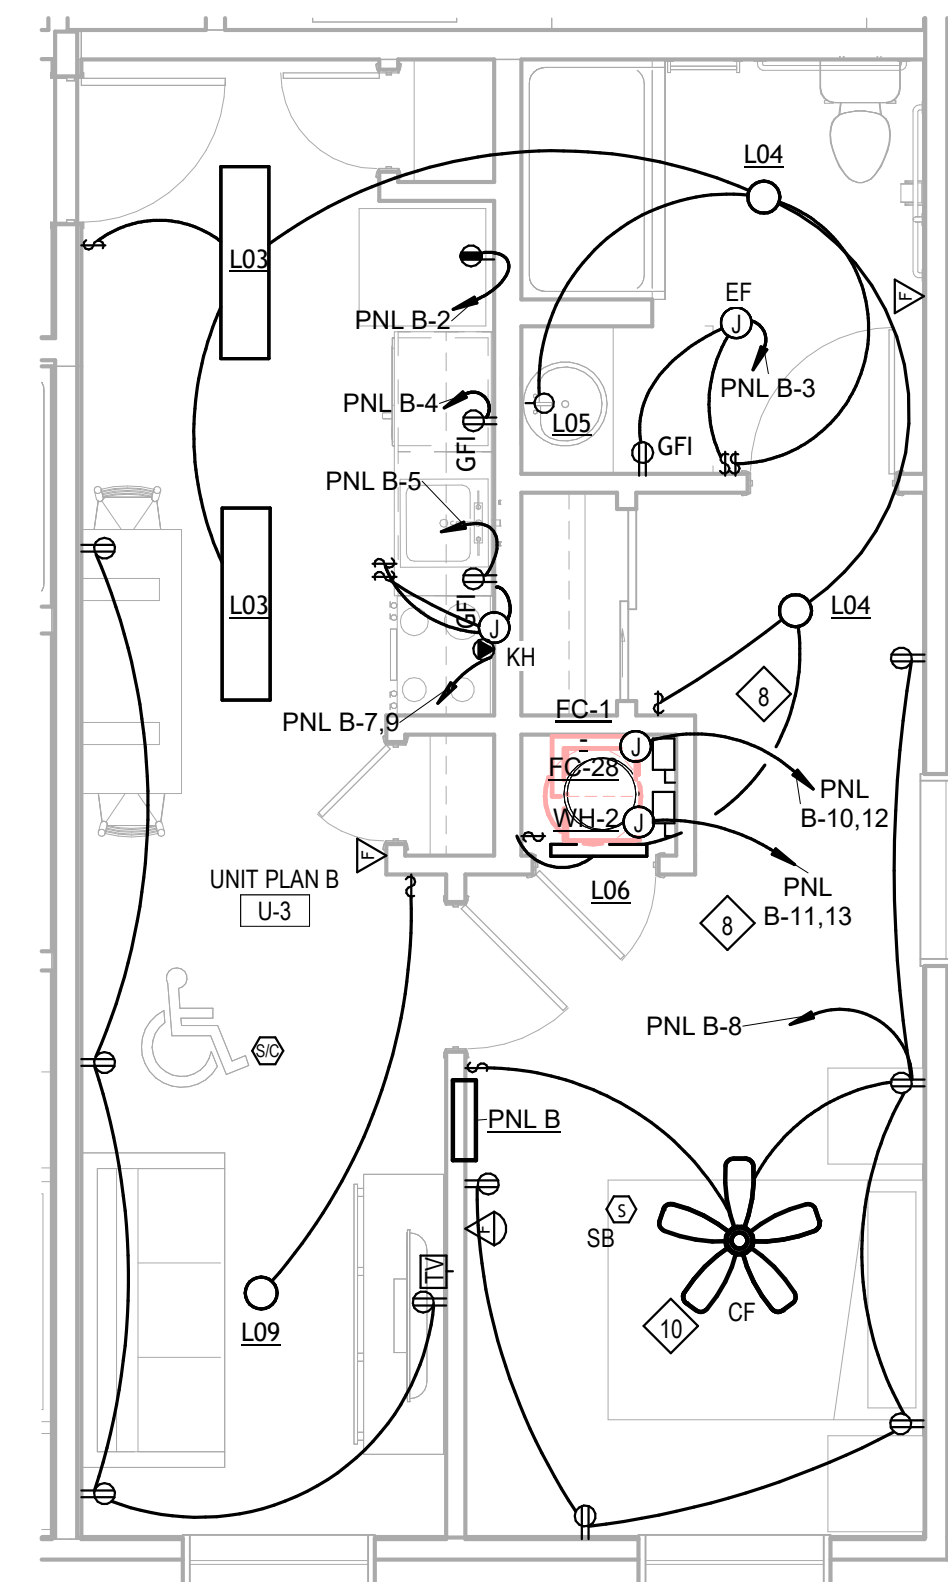 L04
L03
F
EF
J
PNL B-2
PNL B-3
PNL B-4
L05
GFI
GFI
$$
PNL B-5
L03
GFI
J
L04
KH
8
FC-1
PNL B-7,9
J
FC-28
PNL
B-10,12
WH-2
J
F
UNIT PLAN B
U-3
L06
PNL
B-11,13
8
PNL B-8
S/C
PNL B
S
SB
F
TV
CF
10
L09